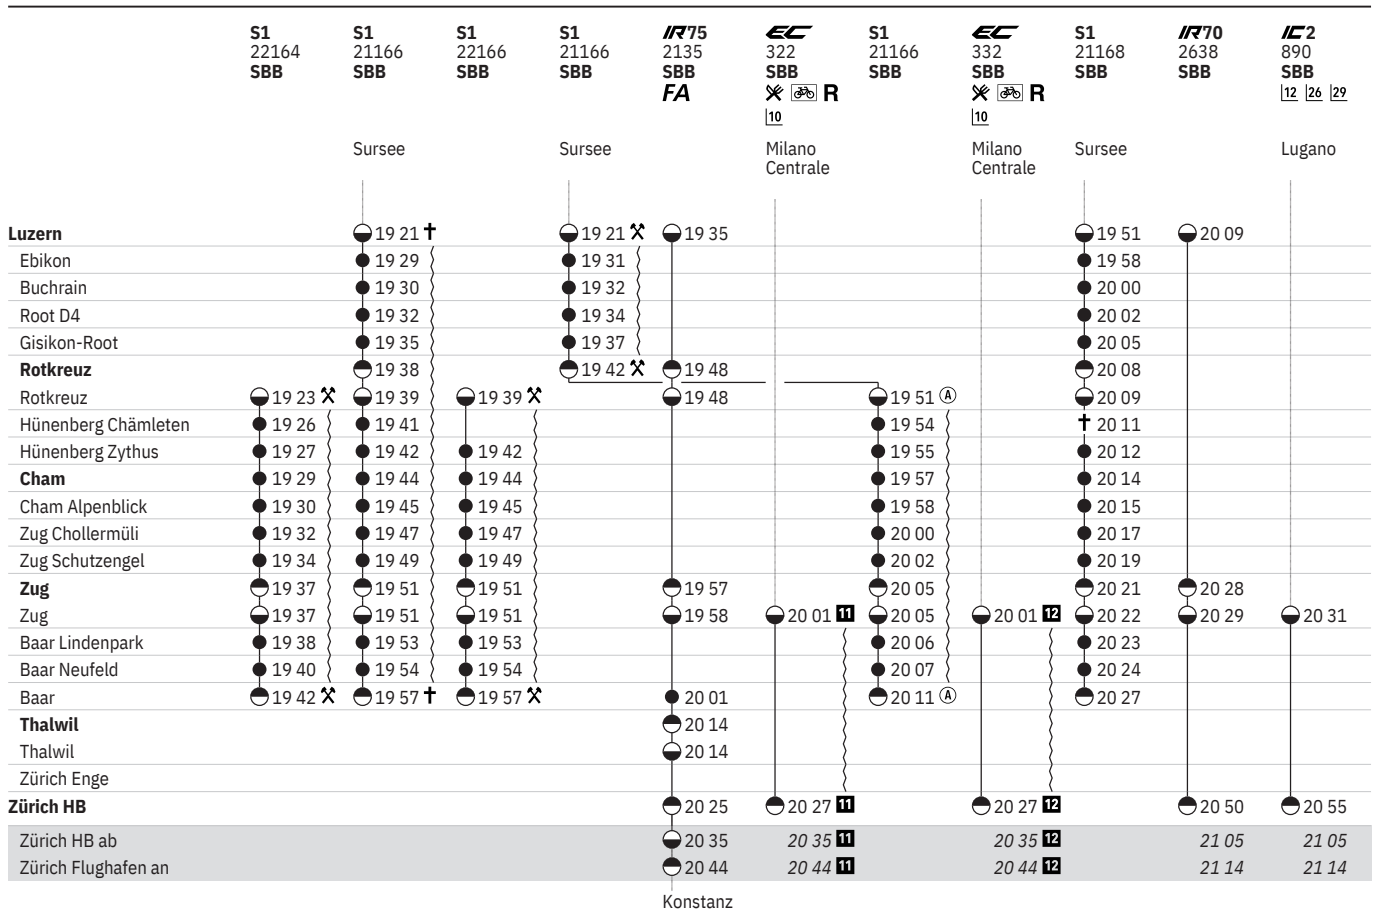 S1 S1 S1 S1 IR75 EC S1 EC S1 IR70 IC2
22164 21166 22166 21166 2135 322 21166 332 21168 2638 890
SBB SBB SBB SBB SBB SBB SBB SBB SBB SBB SBB
FA R R 12 26 29
10 10
Sursee Sursee Milano Milano Sursee Lugano
Centrale Centrale
Luzern 19 21 19 21 19 35 19 51 20 09
Ebikon 19 29 19 31 19 58
Buchrain 19 30 19 32 20 00
Root D4 19 32 19 34 20 02
Gisikon-Root 19 35 19 37 20 05
Rotkreuz 19 38 19 42 19 48 20 08
Rotkreuz 19 23 19 39 19 39 19 48 19 51 A 20 09
Hünenberg Chämleten 19 26 19 41 19 54 20 11
Hünenberg Zythus 19 27 19 42 19 42 19 55 20 12
Cham 19 29 19 44 19 44 19 57 20 14
Cham Alpenblick 19 30 19 45 19 45 19 58 20 15
Zug Chollermüli 19 32 19 47 19 47 20 00 20 17
Zug Schutzengel 19 34 19 49 19 49 20 02 20 19
Zug 19 37 19 51 19 51 19 57 20 05 20 21 20 28
Zug 19 37 19 51 19 51 19 58 20 01 11 20 05 20 01 12 20 22 20 29 20 31
Baar Lindenpark 19 38 19 53 19 53 20 06 20 23
Baar Neufeld 19 40 19 54 19 54 20 07 20 24
Baar 19 42 19 57 19 57 20 01 20 11 A 20 27
Thalwil 20 14
Thalwil 20 14
Zürich Enge
Zürich HB 20 25 20 27 11 20 27 12 20 50 20 55
Zürich HB ab 20 35 20 35 11 20 35 12 21 05 21 05
Zürich Flughafen an 20 44 20 44 11 20 44 12 21 14 21 14
Konstanz